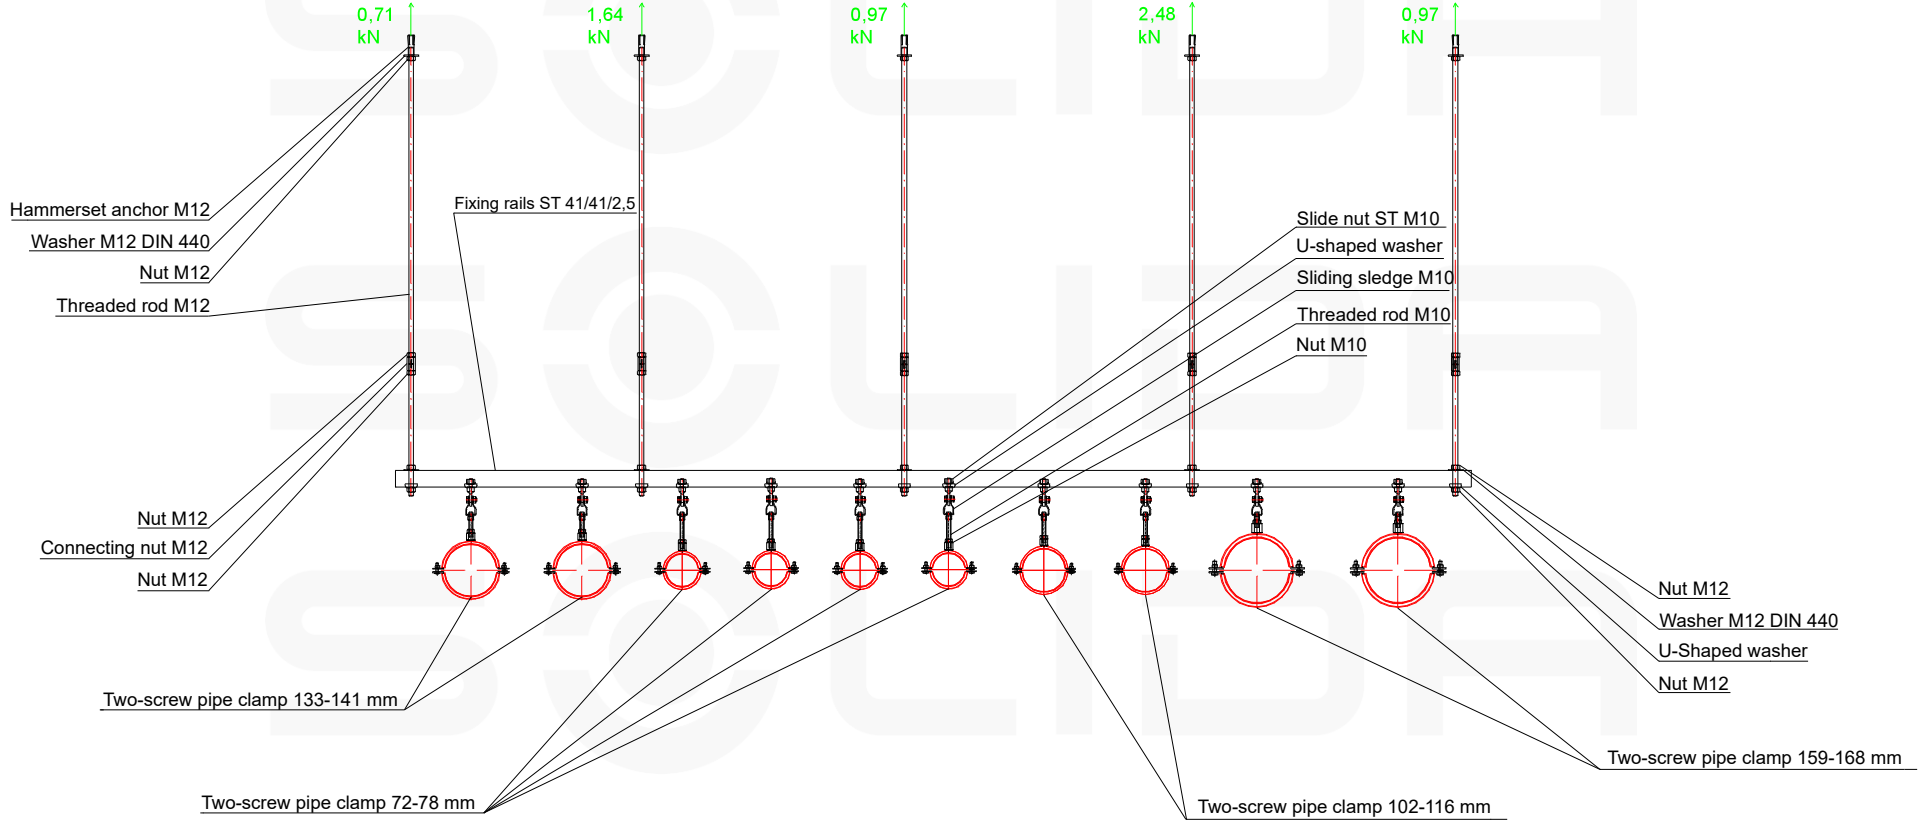 0,71
kN
1,64
kN
0,97
kN
2,48
kN
0,97
kN
Hammerset anchor M12
Washer M12 DIN 440
Nut M12
Threaded rod M12
Fixing rails ST 41/41/2,5
Slide nut ST M10
U-shaped washer
Sliding sledge M10
Threaded rod M10
Nut M10
Nut M12
Connecting nut M12
Nut M12
Nut M12
Washer M12 DIN 440
U-Shaped washer
Nut M12
Two-screw pipe clamp 133-141 mm
Two-screw pipe clamp 72-78 mm
Two-screw pipe clamp 102-116 mm
Two-screw pipe clamp 159-168 mm
SOLIDA
SOLIDA
SOLIDA